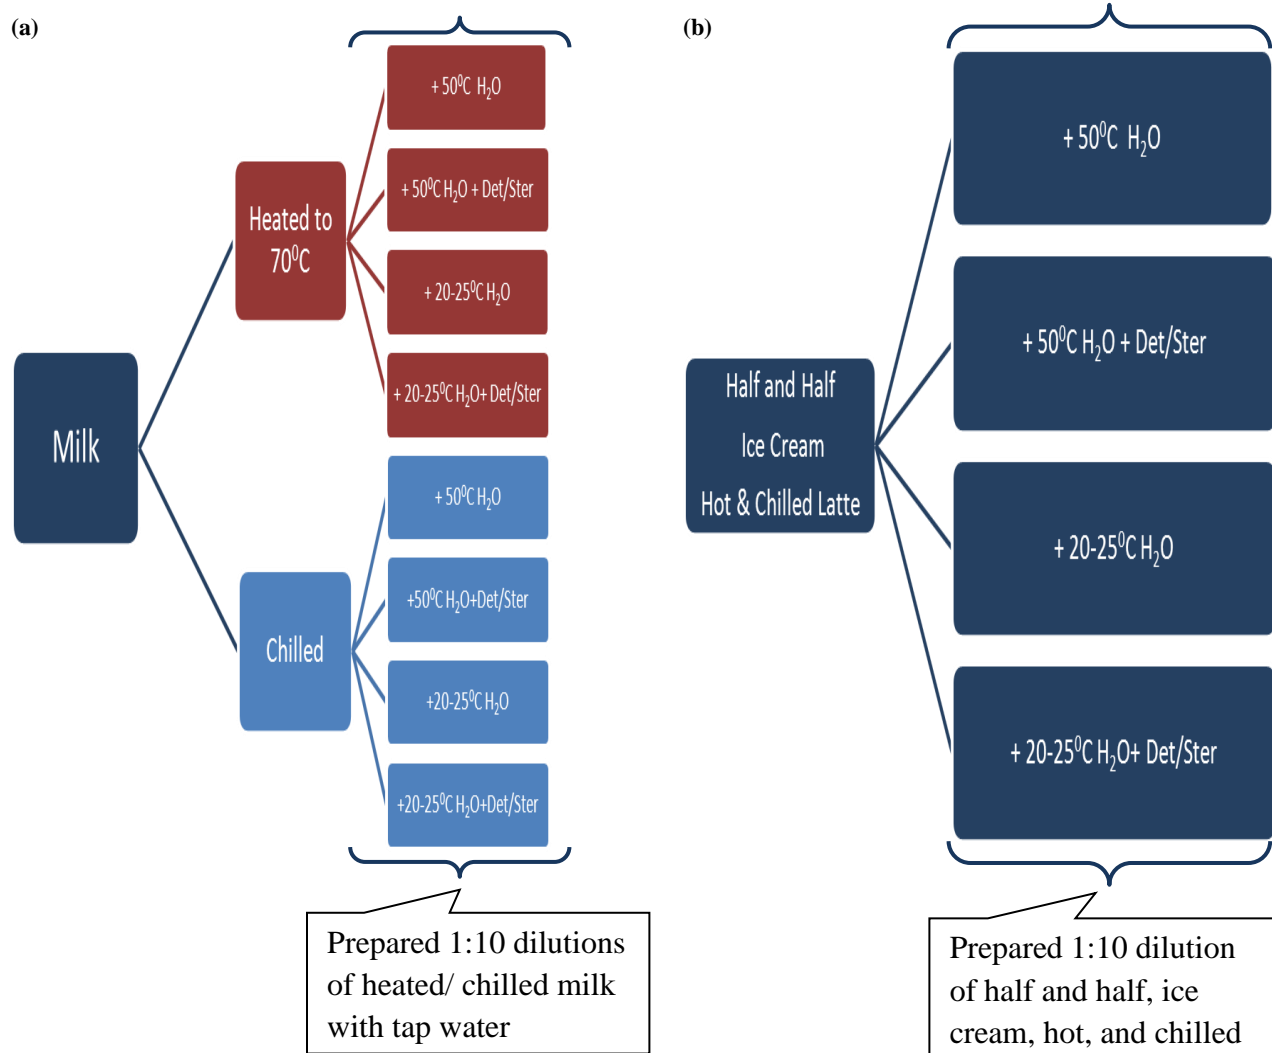 (a)
Milk
Heated to
70⁰C
+ 50⁰C H₂O
+ 50⁰C H₂O + Det/Ster
+ 20-25⁰C H₂O
+ 20-25⁰C H₂O+ Det/Ster
Chilled
+ 50⁰C H₂O
+50⁰C H₂O+Det/Ster
+20-25⁰C H₂O
+20-25⁰C H₂O+Det/Ster
Prepared 1:10 dilutions
of heated/ chilled milk
with tap water
(b)
Half and Half
Ice Cream
Hot & Chilled Latte
+ 50⁰C H₂O
+ 50⁰C H₂O + Det/Ster
+ 20-25⁰C H₂O
+ 20-25⁰C H₂O+ Det/Ster
Prepared 1:10 dilution
of half and half, ice
cream, hot, and chilled